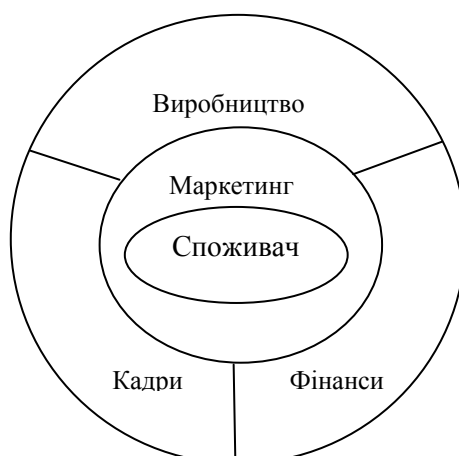 Виробництво
Маркетинг
Споживач
Кадри
Фінанси